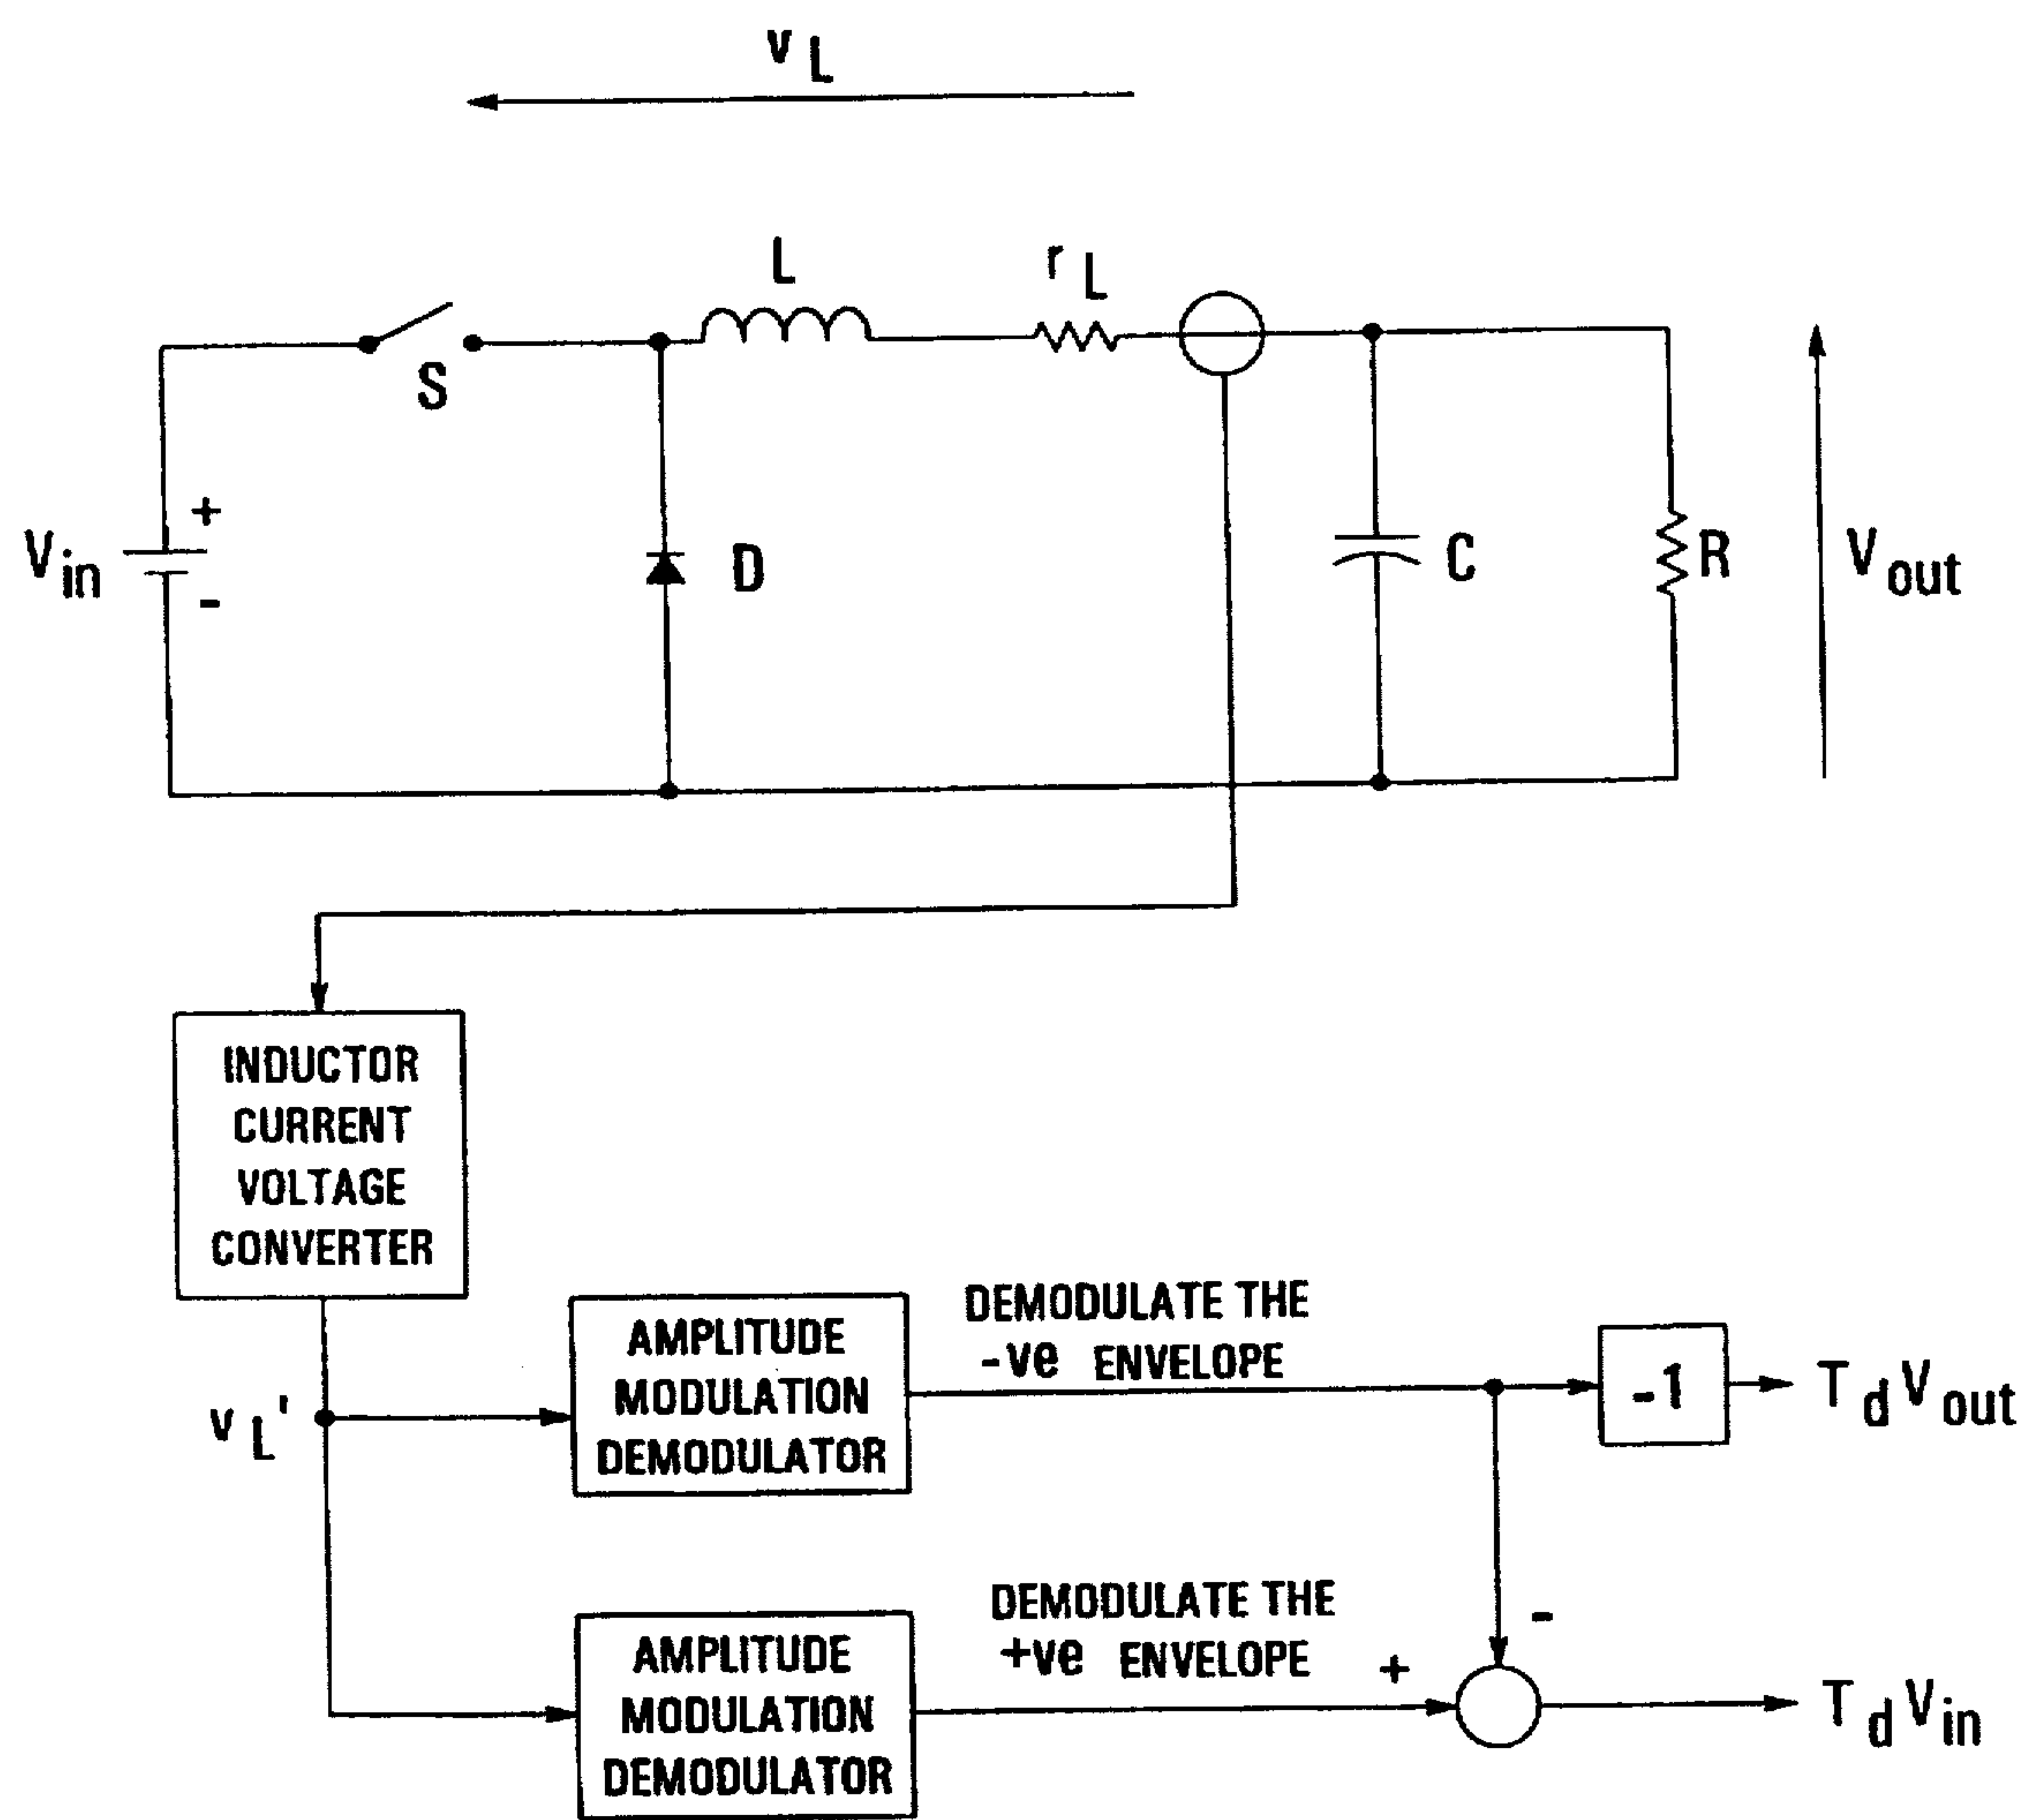 v L
L
r L
S
+
V in
-
D
C
R
V out
INDUCTOR
CURRENT
VOLTAGE
CONVERTER
v L'
AMPLITUDE
MODULATION
DEMODULATOR
DEMODULATE THE
-ve ENVELOPE
-1
T d V out
AMPLITUDE
MODULATION
DEMODULATOR
DEMODULATE THE
+ve ENVELOPE
+
-
T d V in